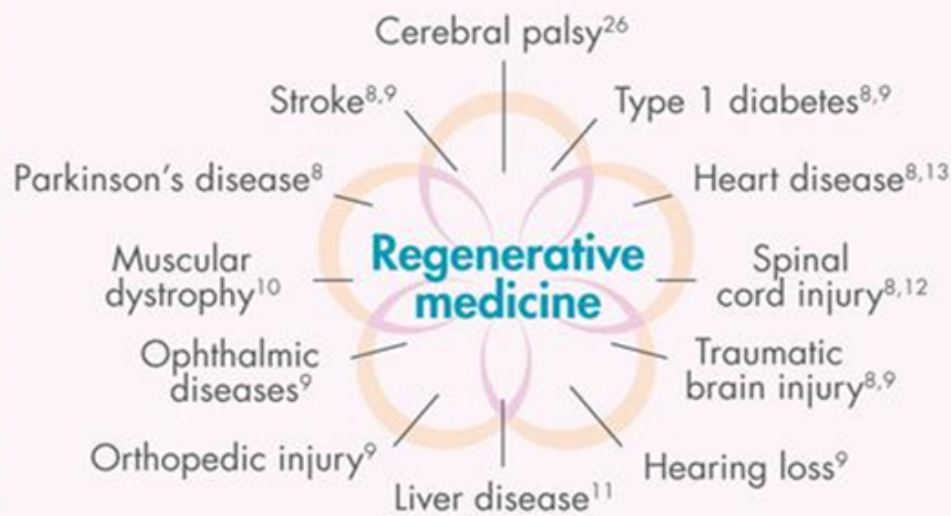 Cerebral palsy26
Stroke8,9
Type 1 diabetes8,9
Parkinson's disease8
Heart disease8,13
Regenerative
medicine
Muscular
dystrophy10
Spinal
cord injury8,12
Ophthalmic
diseases9
Traumatic
brain injury8,9
Orthopedic injury9
Hearing loss9
Liver disease11